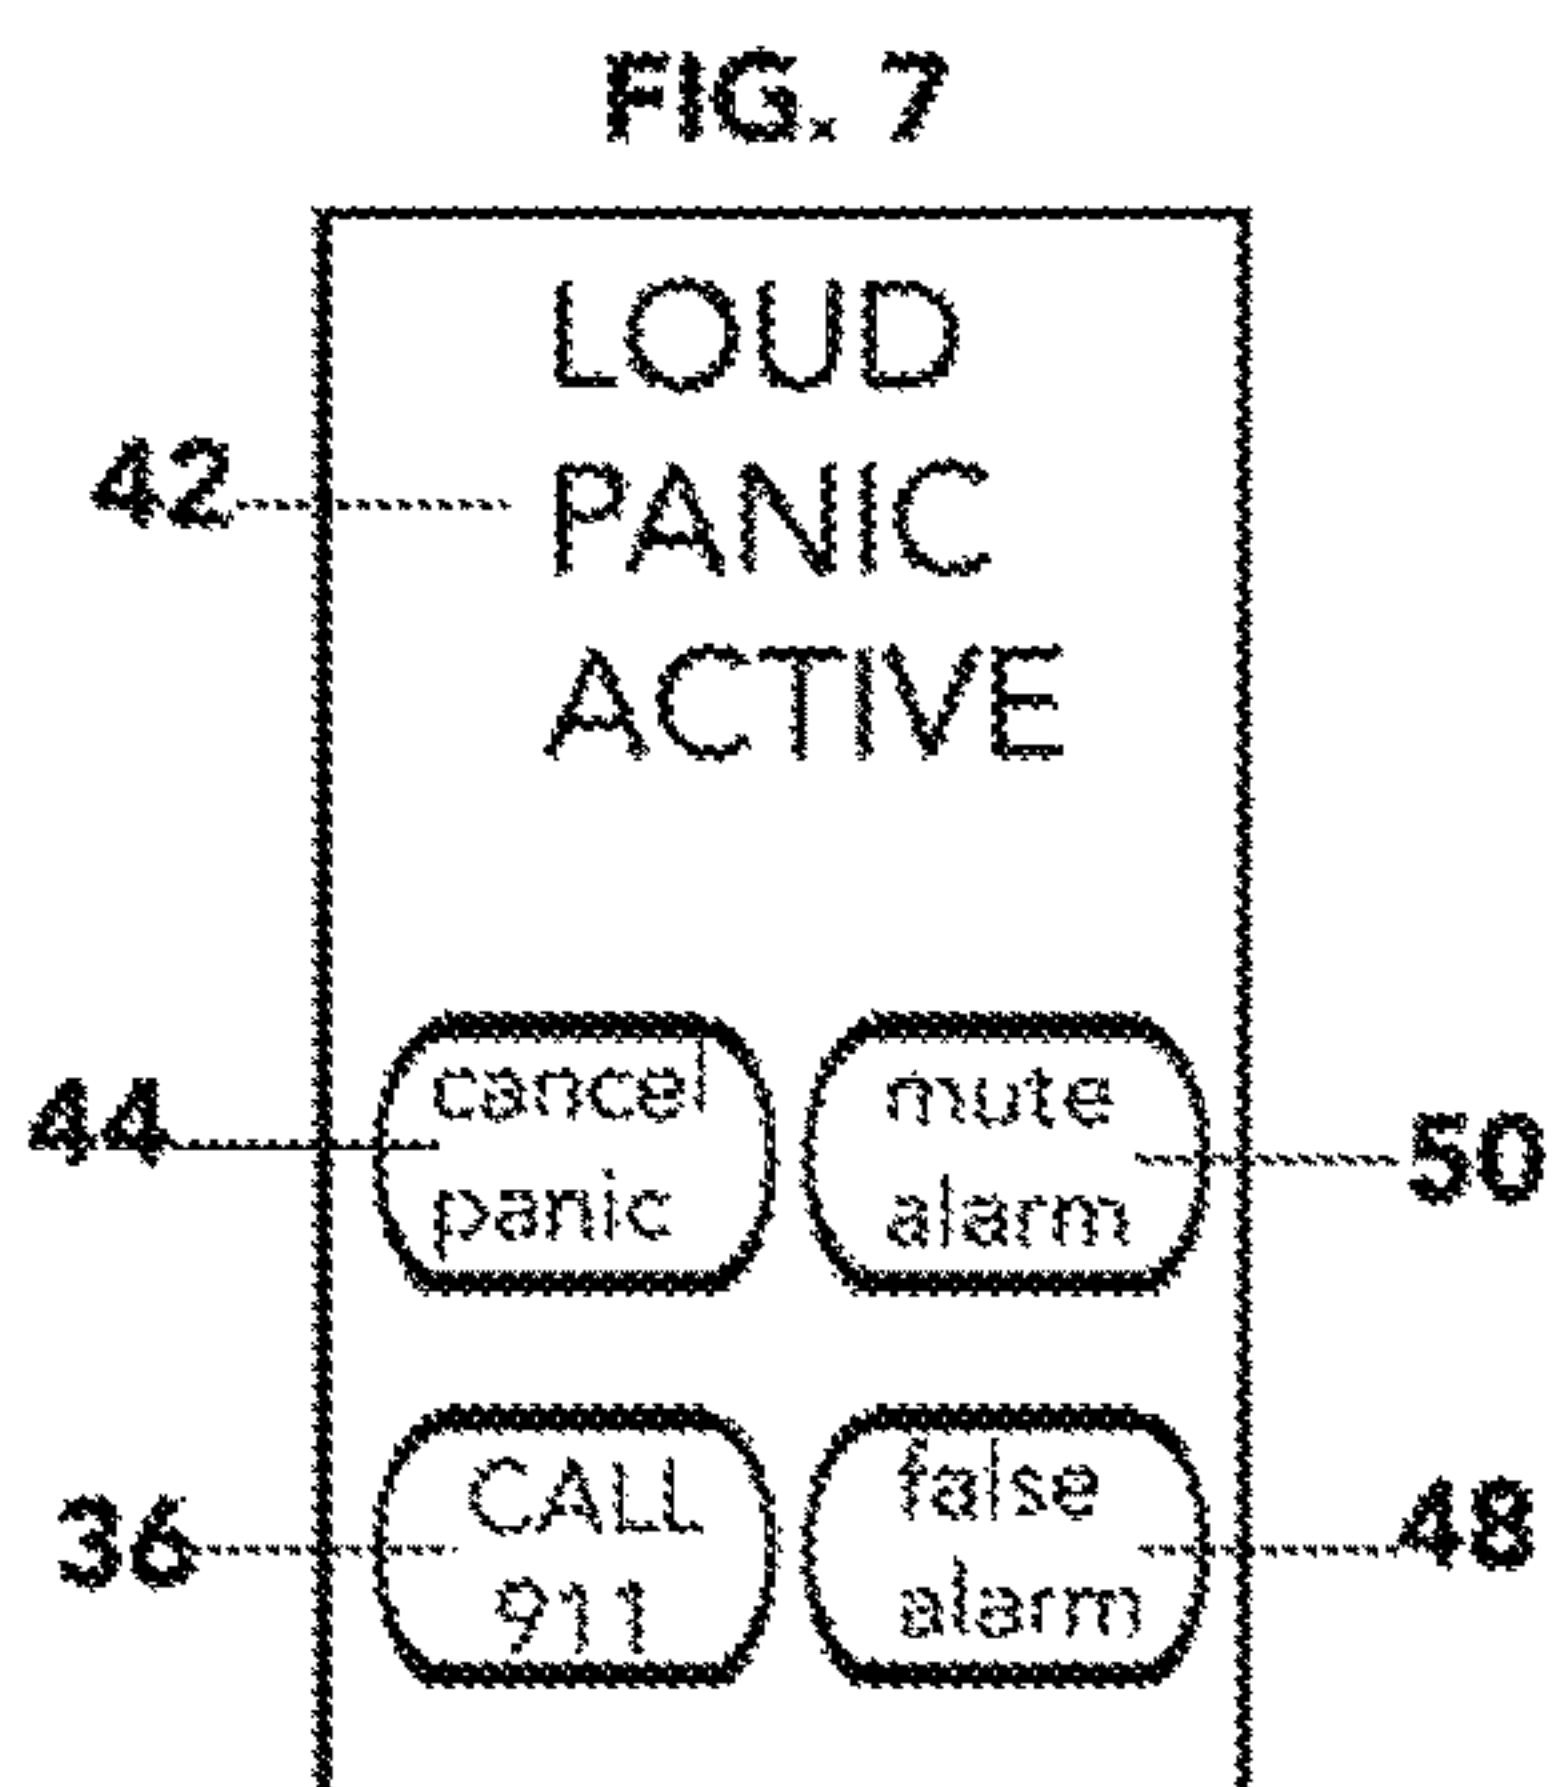 FIG. 7
LOUD
42 PANIC
ACTIVE
44 cancel panic mute alarm 50
36 CALL 911 false alarm 48